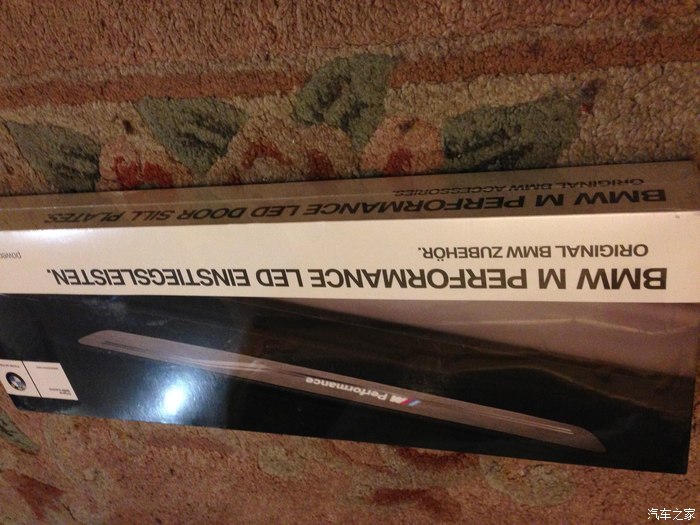 BMW M PERFORMANCE LED DOOR SILL PLATES.
ORIGINAL BMW ACCESSORIES.
BMW M PERFORMANCE LED EINSTIEGSLEISTEN.
ORIGINAL BMW ZUBEHÖR.
M Performance
汽车之家